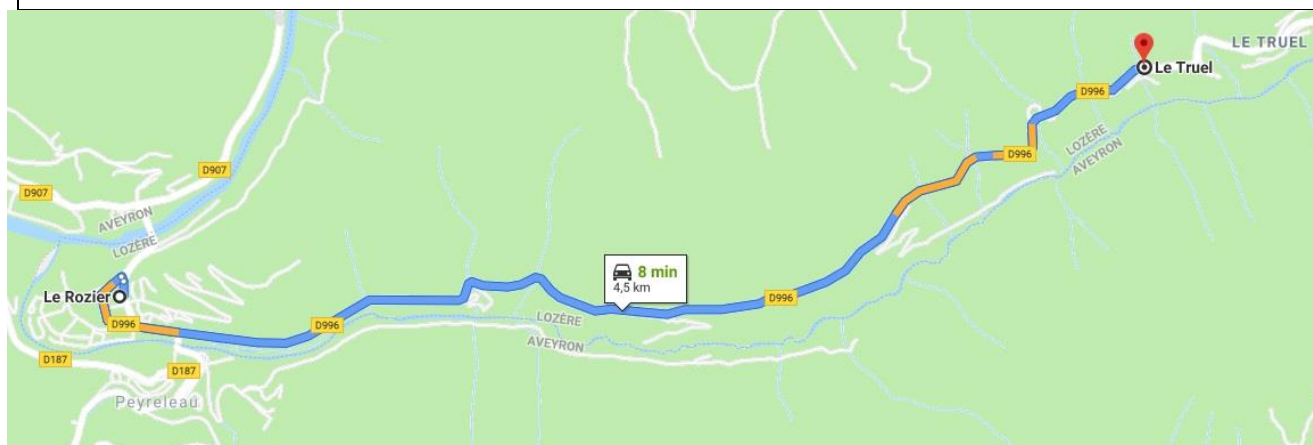 LE TRUEL
Le Truel
D996
D996
LOZÈRE
AVEYRON
D907
D907
AVEYRON
LOZÈRE
8 min
4,5 km
Le Rozier
D996
D996
D996
LOZÈRE
AVEYRON
D187
D187
Peyreleau